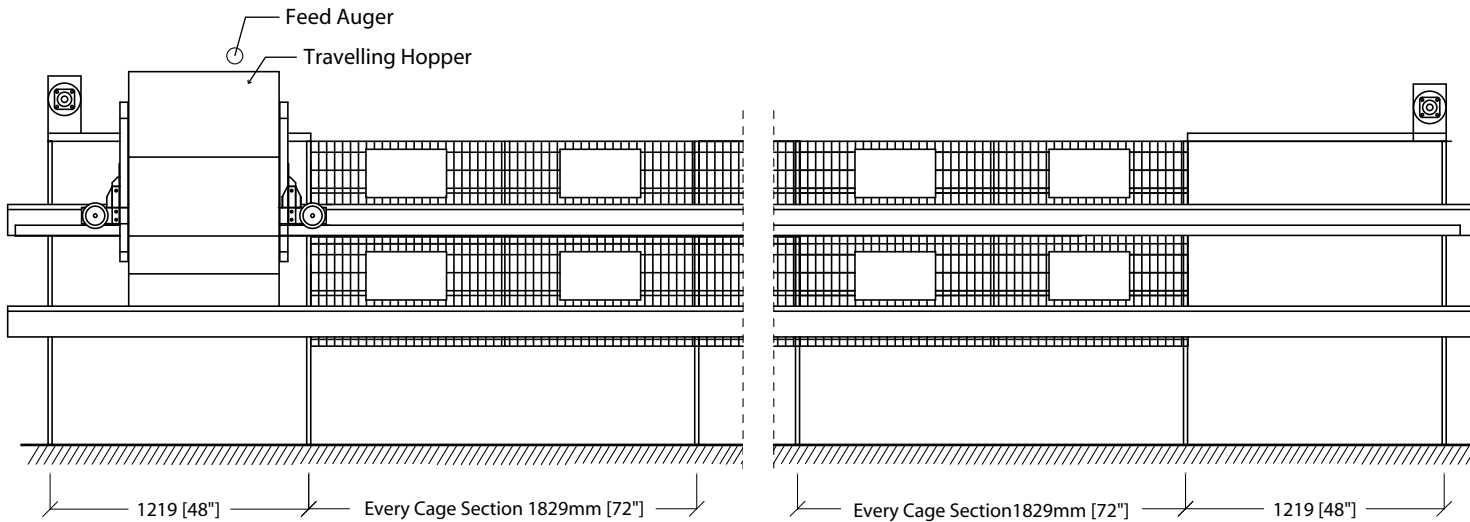 Feed Auger
Travelling Hopper
1219 [48"]
Every Cage Section 1829mm [72"]
Every Cage Section1829mm [72"]
1219 [48"]